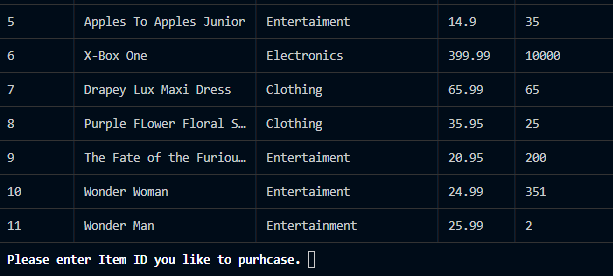 5 Apples To Apples Junior Entertaiment 14.9 35
6 X-Box One Electronics 399.99 10000
7 Drapey Lux Maxi Dress Clothing 65.99 65
8 Purple FLower Floral S… Clothing 35.95 25
9 The Fate of the Furiou… Entertaiment 20.95 200
10 Wonder Woman Entertaiment 24.99 351
11 Wonder Man Entertainment 25.99 2
Please enter Item ID you like to purhcase.